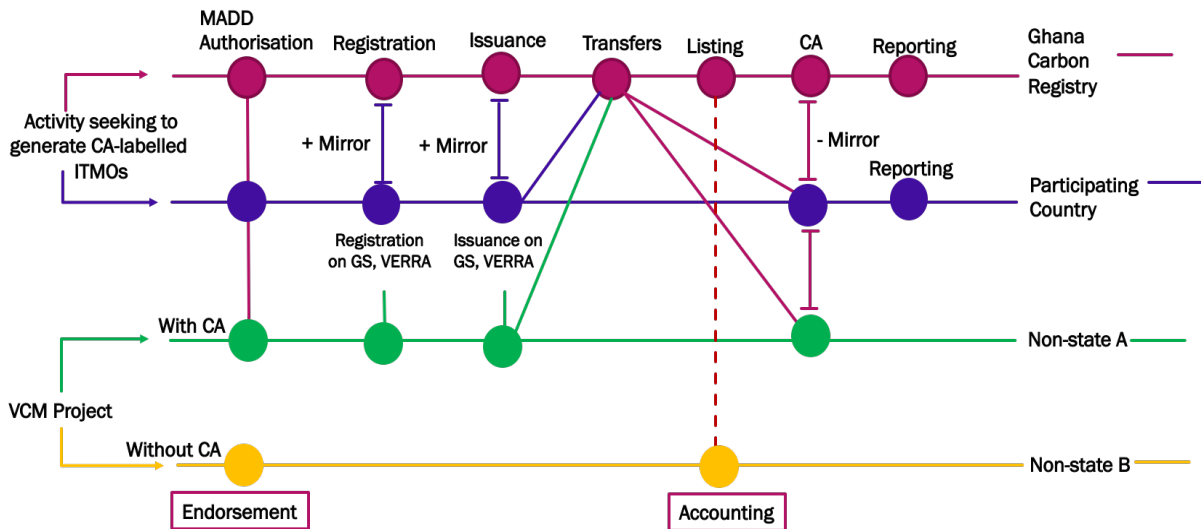 MADD
Authorisation
Registration
Issuance
Transfers
Listing
CA
Reporting
Ghana
Carbon
Registry
Activity seeking to
generate CA-labelled
ITMOs
+ Mirror
+ Mirror
- Mirror
Reporting
Participating
Country
Registration
on GS, VERRA
Issuance on
GS, VERRA
With CA
Non-state A
VCM Project
Without CA
Non-state B
Endorsement
Accounting